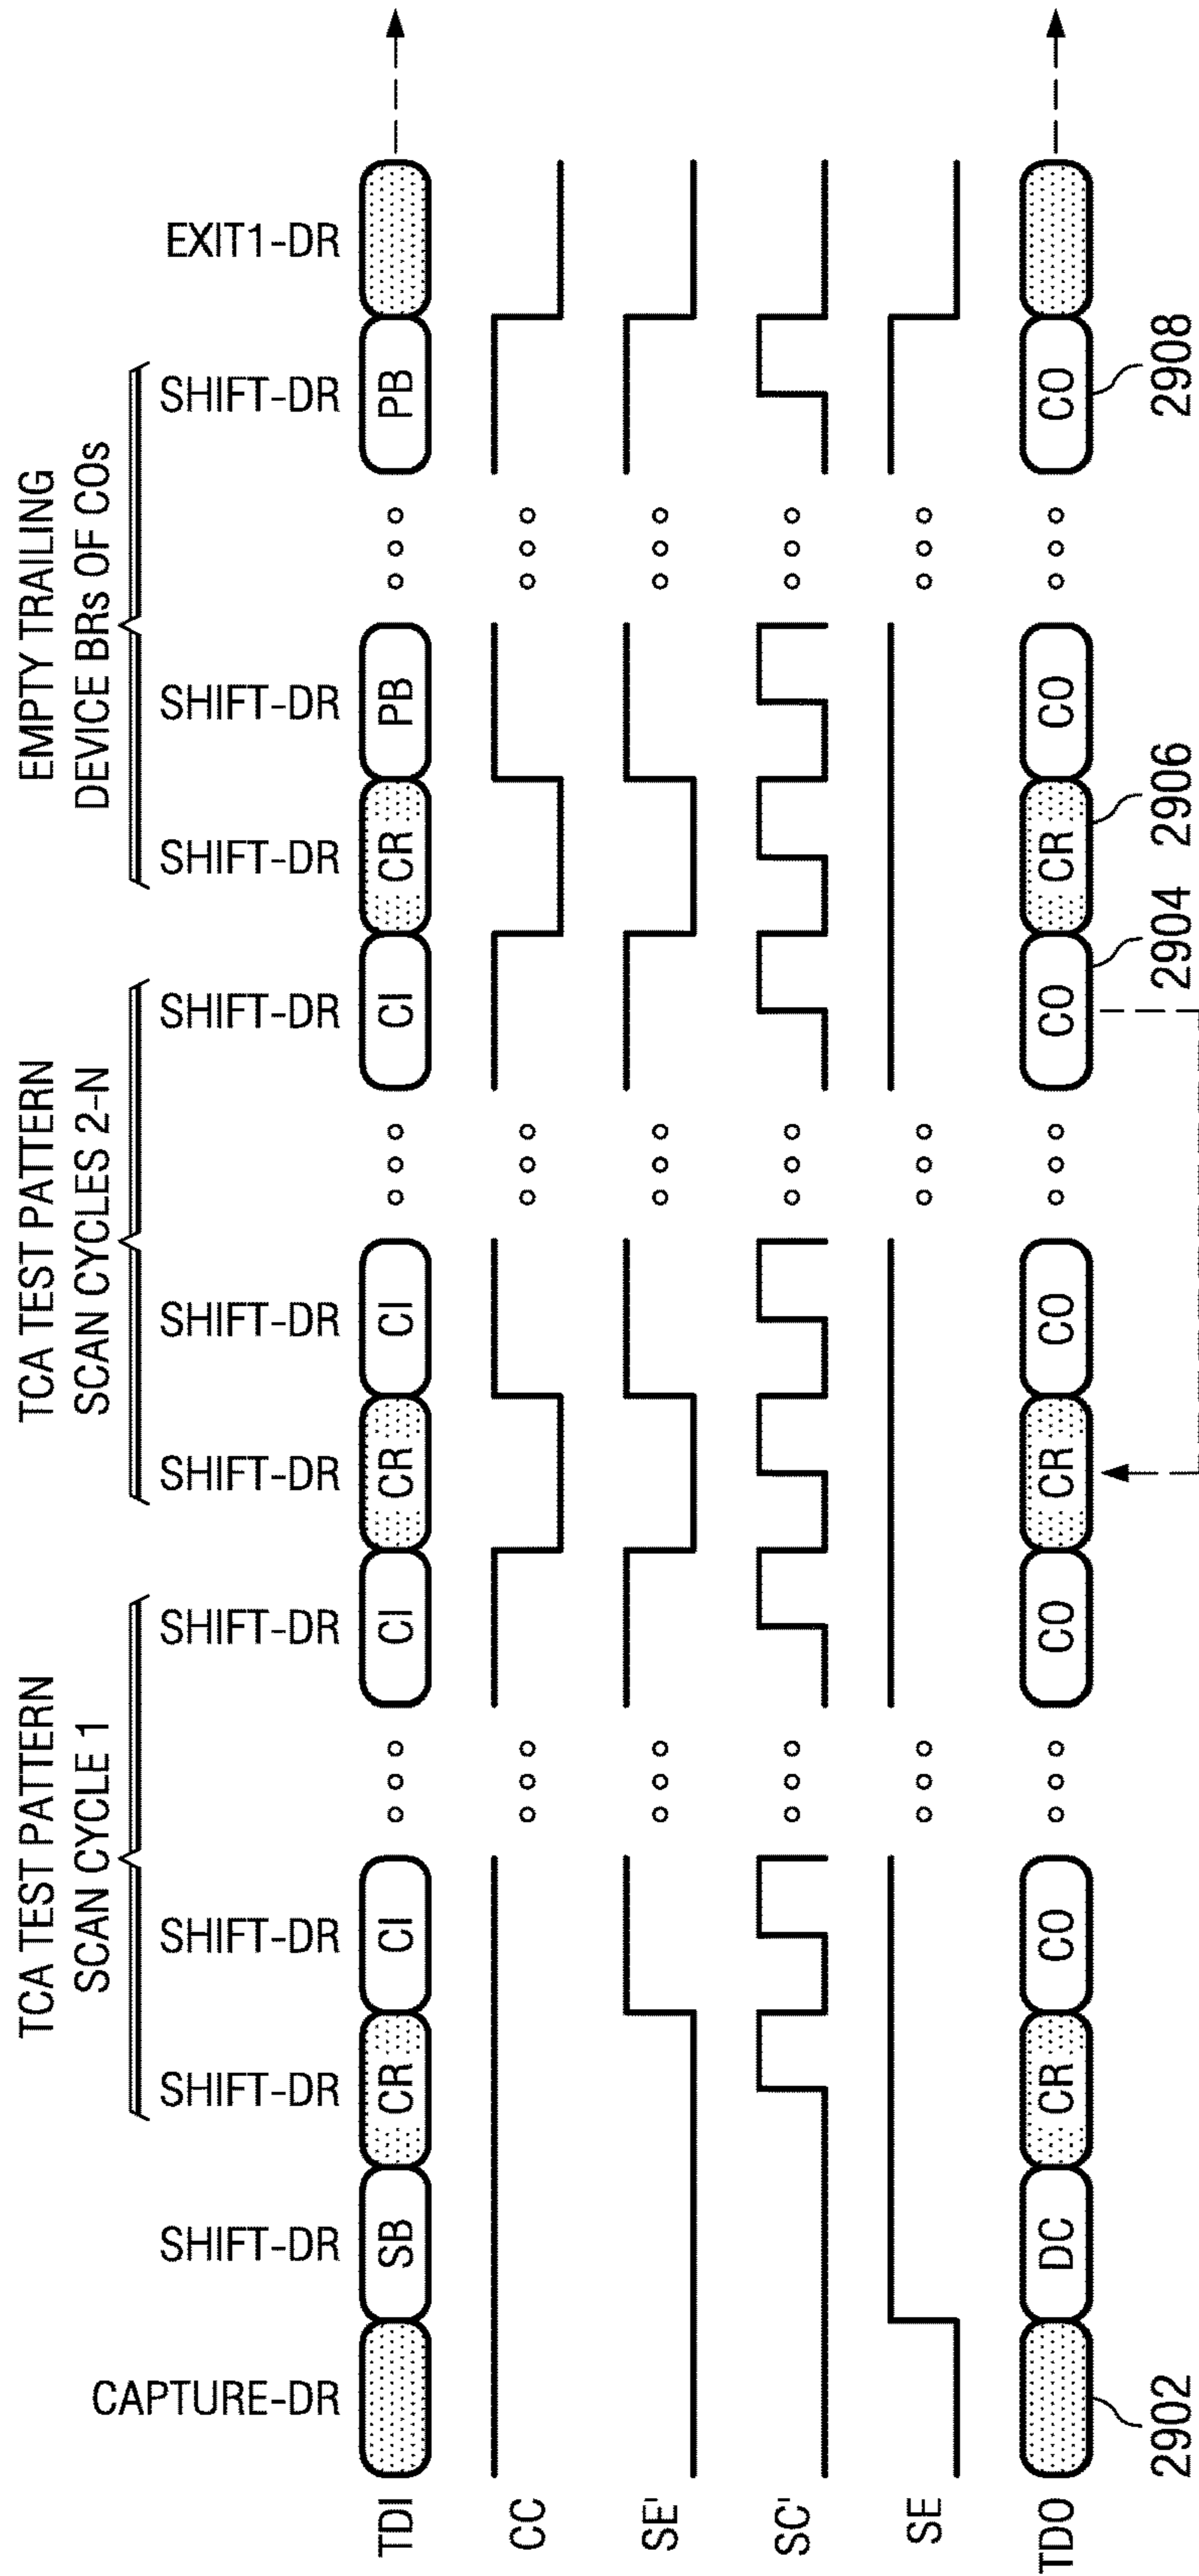 TCA TEST PATTERN
SCAN CYCLE 1
TCA TEST PATTERN
SCAN CYCLES 2-N
EMPTY TRAILING
DEVICE BRs OF COs
CAPTURE-DR
SHIFT-DR
SHIFT-DR
SHIFT-DR
SHIFT-DR
SHIFT-DR
SHIFT-DR
SHIFT-DR
SHIFT-DR
SHIFT-DR
SHIFT-DR
EXIT1-DR
TDI SB CR CI CI CR CI CI CR PB PB
CC
SE'
SC'
SE
TDO DC CR CO CO CR CO CO CR CO CO
2902
2904
2906
2908